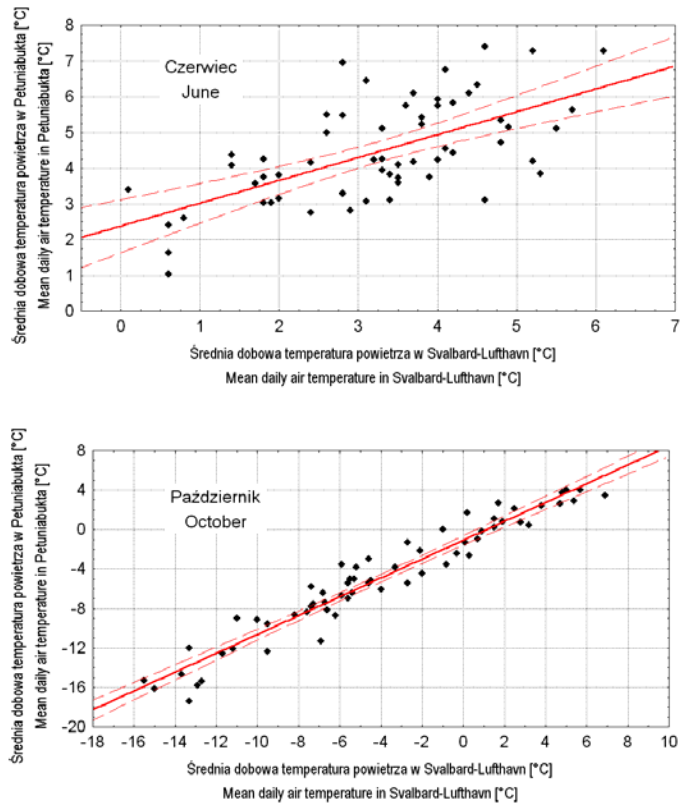 Średnia dobowa temperatura powietrza w Petuniabukta [°C]
Mean daily air temperature in Petuniabukta [°C]
8
7
6
5
4
3
2
1
0
Czerwiec
June
0 1 2 3 4 5 6 7
Średnia dobowa temperatura powietrza w Svalbard-Lufthavn [°C]
Mean daily air temperature in Svalbard-Lufthavn [°C]
Średnia dobowa temperatura powietrza w Petuniabukta [°C]
Mean daily air temperature in Petuniabukta [°C]
8
4
0
-4
-8
-12
-16
-20
Październik
October
-18 -16 -14 -12 -10 -8 -6 -4 -2 0 2 4 6 8 10
Średnia dobowa temperatura powietrza w Svalbard-Lufthavn [°C]
Mean daily air temperature in Svalbard-Lufthavn [°C]